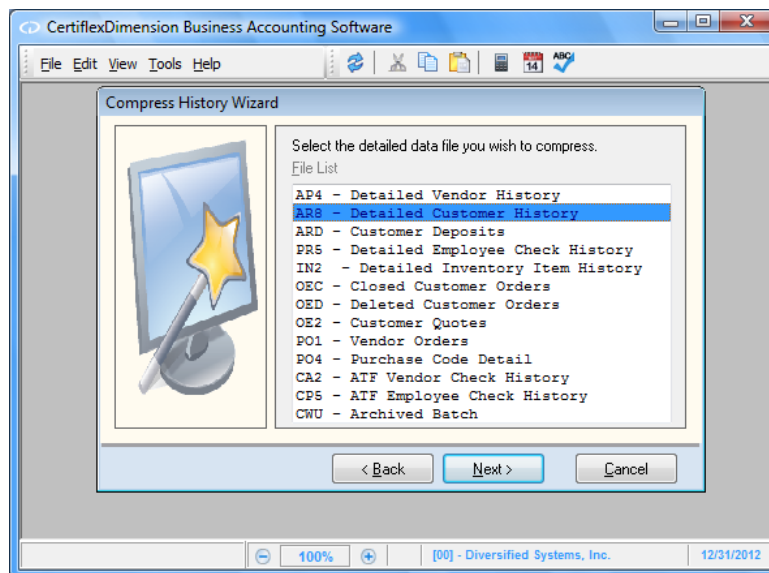 CertiflexDimension Business Accounting Software
File Edit View Tools Help 14 ABC
Compress History Wizard
Select the detailed data file you wish to compress.
File List
AP4 - Detailed Vendor History
AR8 - Detailed Customer History
ARD - Customer Deposits
PR5 - Detailed Employee Check History
IN2 - Detailed Inventory Item History
OEC - Closed Customer Orders
OED - Deleted Customer Orders
OE2 - Customer Quotes
PO1 - Vendor Orders
PO4 - Purchase Code Detail
CA2 - ATF Vendor Check History
CP5 - ATF Employee Check History
CWU - Archived Batch
< Back Next > Cancel
100% [00] - Diversified Systems, Inc. 12/31/2012